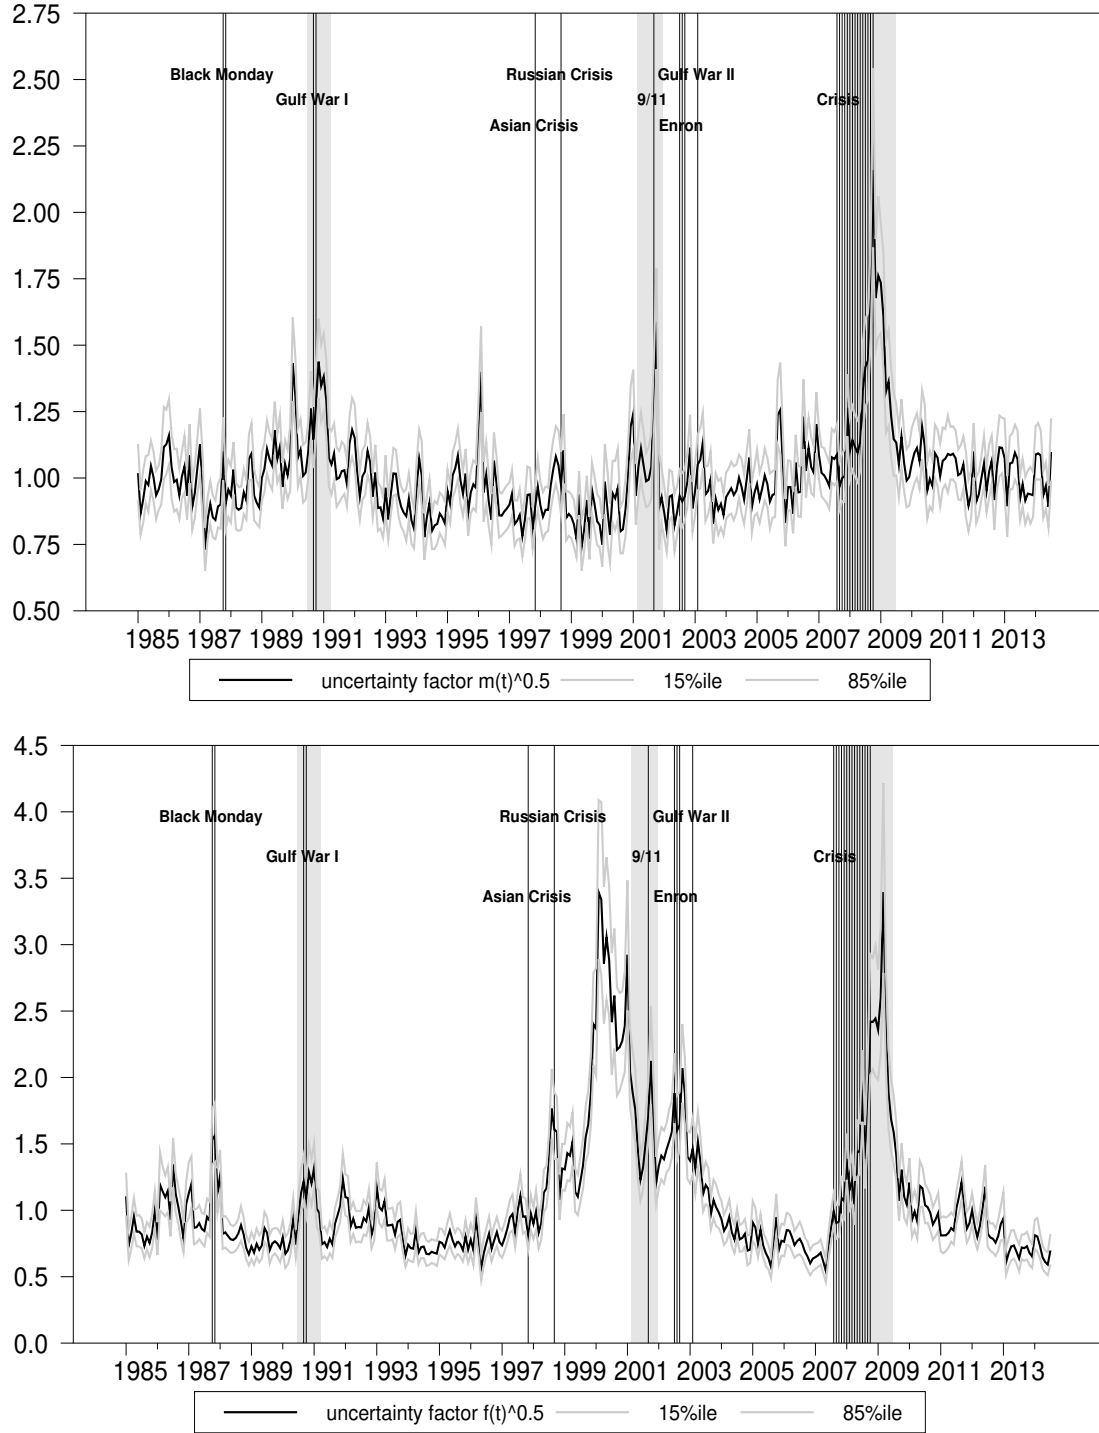 2.75
2.50
2.25
2.00
1.75
1.50
1.25
1.00
0.75
0.50
Black Monday
Russian Crisis
Gulf War II
Gulf War I
9/11
Crisis
Asian Crisis
Enron
1985 1987 1989 1991 1993 1995 1997 1999 2001 2003 2005 2007 2009 2011 2013
uncertainty factor m(t)^0.5 15%ile 85%ile
4.5
4.0
3.5
3.0
2.5
2.0
1.5
1.0
0.5
0.0
Black Monday
Russian Crisis
Gulf War II
Gulf War I
9/11
Crisis
Asian Crisis
Enron
1985 1987 1989 1991 1993 1995 1997 1999 2001 2003 2005 2007 2009 2011 2013
uncertainty factor f(t)^0.5 15%ile 85%ile